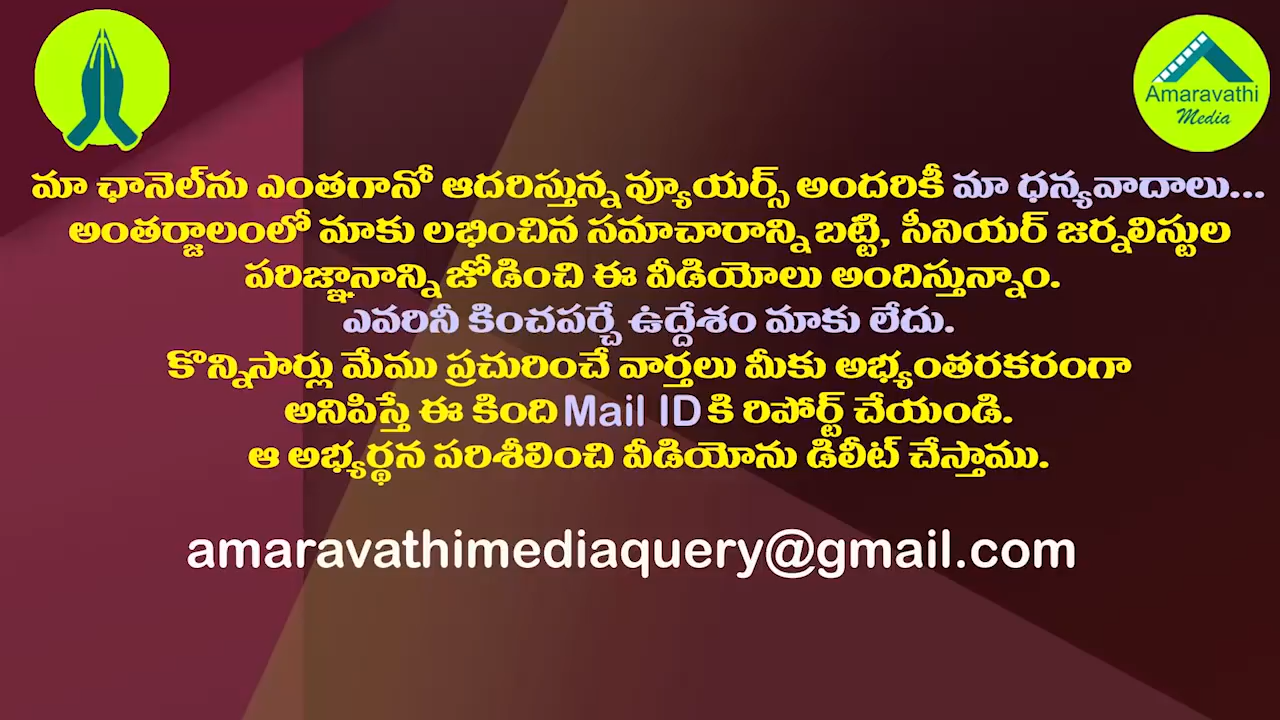 Amaravathi
Media
మా ఛానెల్‌ను ఎంతగానో ఆదరిస్తున్న వ్యూయర్స్ అందరికీ మా ధన్యవాదాలు...
అంతర్జాలంలో మాకు లభించిన సమాచారాన్ని బట్టి, సీనియర్ జర్నలిస్టుల
పరిజ్ఞానాన్ని జోడించి ఈ వీడియోలు అందిస్తున్నాం.
ఎవరినీ కించపర్చే ఉద్దేశం మాకు లేదు.
కొన్నిసార్లు మేము ప్రచురించే వార్తలు మీకు అభ్యంతరకరంగా
అనిపిస్తే ఈ కింది Mail ID కి రిపోర్ట్ చేయండి.
ఆ అభ్యర్థన పరిశీలించి వీడియోను డిలీట్ చేస్తాము.
amaravathimediaquery@gmail.com